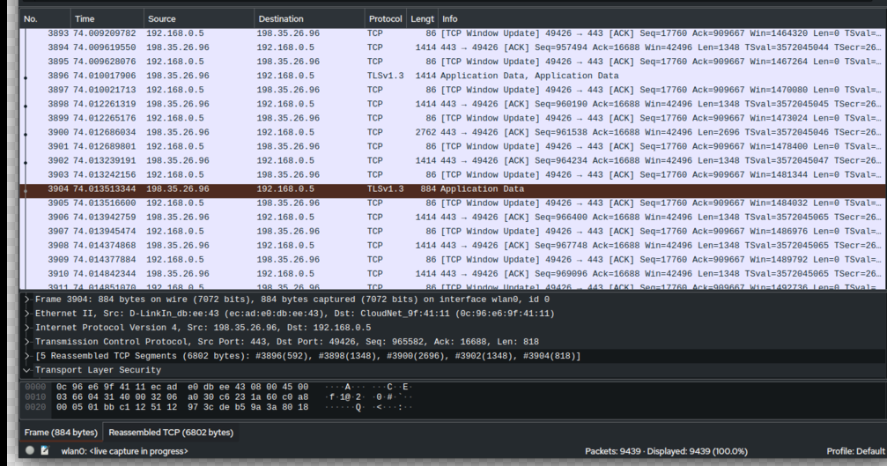 No. Time Source Destination Protocol Lengt Info
3893 74.009209782 192.168.0.5 198.35.26.96 TCP 86 [TCP Window Update] 49426 → 443 [ACK] Seq=17760 Ack=909667 Win=1464320 Len=0 TSval=…
3894 74.009619550 198.35.26.96 192.168.0.5 TCP 1414 443 → 49426 [ACK] Seq=957494 Ack=16688 Win=42496 Len=1348 TSval=3572045044 TSecr=26…
3895 74.009628076 192.168.0.5 198.35.26.96 TCP 86 [TCP Window Update] 49426 → 443 [ACK] Seq=17760 Ack=909667 Win=1467264 Len=0 TSval=…
3896 74.010017906 198.35.26.96 192.168.0.5 TLSv1.3 1414 Application Data, Application Data
3897 74.010021713 192.168.0.5 198.35.26.96 TCP 86 [TCP Window Update] 49426 → 443 [ACK] Seq=17760 Ack=909667 Win=1470080 Len=0 TSval=…
3898 74.012261319 198.35.26.96 192.168.0.5 TCP 1414 443 → 49426 [ACK] Seq=960190 Ack=16688 Win=42496 Len=1348 TSval=3572045045 TSecr=26…
3899 74.012265176 192.168.0.5 198.35.26.96 TCP 86 [TCP Window Update] 49426 → 443 [ACK] Seq=17760 Ack=909667 Win=1473024 Len=0 TSval=…
3900 74.012686034 198.35.26.96 192.168.0.5 TCP 2762 443 → 49426 [ACK] Seq=961538 Ack=16688 Win=42496 Len=2696 TSval=3572045046 TSecr=26…
3901 74.012689801 192.168.0.5 198.35.26.96 TCP 86 [TCP Window Update] 49426 → 443 [ACK] Seq=17760 Ack=909667 Win=1478400 Len=0 TSval=…
3902 74.013239191 198.35.26.96 192.168.0.5 TCP 1414 443 → 49426 [ACK] Seq=964234 Ack=16688 Win=42496 Len=1348 TSval=3572045047 TSecr=26…
3903 74.013242156 192.168.0.5 198.35.26.96 TCP 86 [TCP Window Update] 49426 → 443 [ACK] Seq=17760 Ack=909667 Win=1481344 Len=0 TSval=…
3904 74.013513344 198.35.26.96 192.168.0.5 TLSv1.3 884 Application Data
3905 74.013516600 192.168.0.5 198.35.26.96 TCP 86 [TCP Window Update] 49426 → 443 [ACK] Seq=17760 Ack=909667 Win=1484032 Len=0 TSval=…
3906 74.013942759 198.35.26.96 192.168.0.5 TCP 1414 443 → 49426 [ACK] Seq=966400 Ack=16688 Win=42496 Len=1348 TSval=3572045065 TSecr=26…
3907 74.013945474 192.168.0.5 198.35.26.96 TCP 86 [TCP Window Update] 49426 → 443 [ACK] Seq=17760 Ack=909667 Win=1486976 Len=0 TSval=…
3908 74.014374868 198.35.26.96 192.168.0.5 TCP 1414 443 → 49426 [ACK] Seq=967748 Ack=16688 Win=42496 Len=1348 TSval=3572045065 TSecr=26…
3909 74.014377884 192.168.0.5 198.35.26.96 TCP 86 [TCP Window Update] 49426 → 443 [ACK] Seq=17760 Ack=909667 Win=1489792 Len=0 TSval=…
3910 74.014842344 198.35.26.96 192.168.0.5 TCP 1414 443 → 49426 [ACK] Seq=969096 Ack=16688 Win=42496 Len=1348 TSval=3572045065 TSecr=26…
3911 74.014851070 192.168.0.5 198.35.26.96 TCP 86 [TCP Window Update] 49426 → 443 [ACK] Seq=17760 Ack=909667 Win=1492736 Len=0 TSval=…
Frame 3904: 884 bytes on wire (7072 bits), 884 bytes captured (7072 bits) on interface wlan0, id 0
Ethernet II, Src: D-LinkIn_db:ee:43 (ec:ad:e0:db:ee:43), Dst: CloudNet_9f:41:11 (0c:96:e6:9f:41:11)
Internet Protocol Version 4, Src: 198.35.26.96, Dst: 192.168.0.5
Transmission Control Protocol, Src Port: 443, Dst Port: 49426, Seq: 965582, Ack: 16688, Len: 818
[5 Reassembled TCP Segments (6802 bytes): #3896(592), #3898(1348), #3900(2696), #3902(1348), #3904(818)]
Transport Layer Security
0000 0c 96 e6 9f 41 11 ec ad e0 db ee 43 08 00 45 00 ····A··· ···C··E·
0010 03 66 04 31 40 00 32 06 a0 30 c6 23 1a 60 c0 a8 ·f·1@·2· ·0·#·`··
0020 00 05 01 bb c1 12 51 12 97 3c de b5 9a 3a 80 18 ······Q· ·<···:··
Frame (884 bytes) Reassembled TCP (6802 bytes)
wlan0: <live capture in progress> Packets: 9439 · Displayed: 9439 (100.0%) Profile: Default